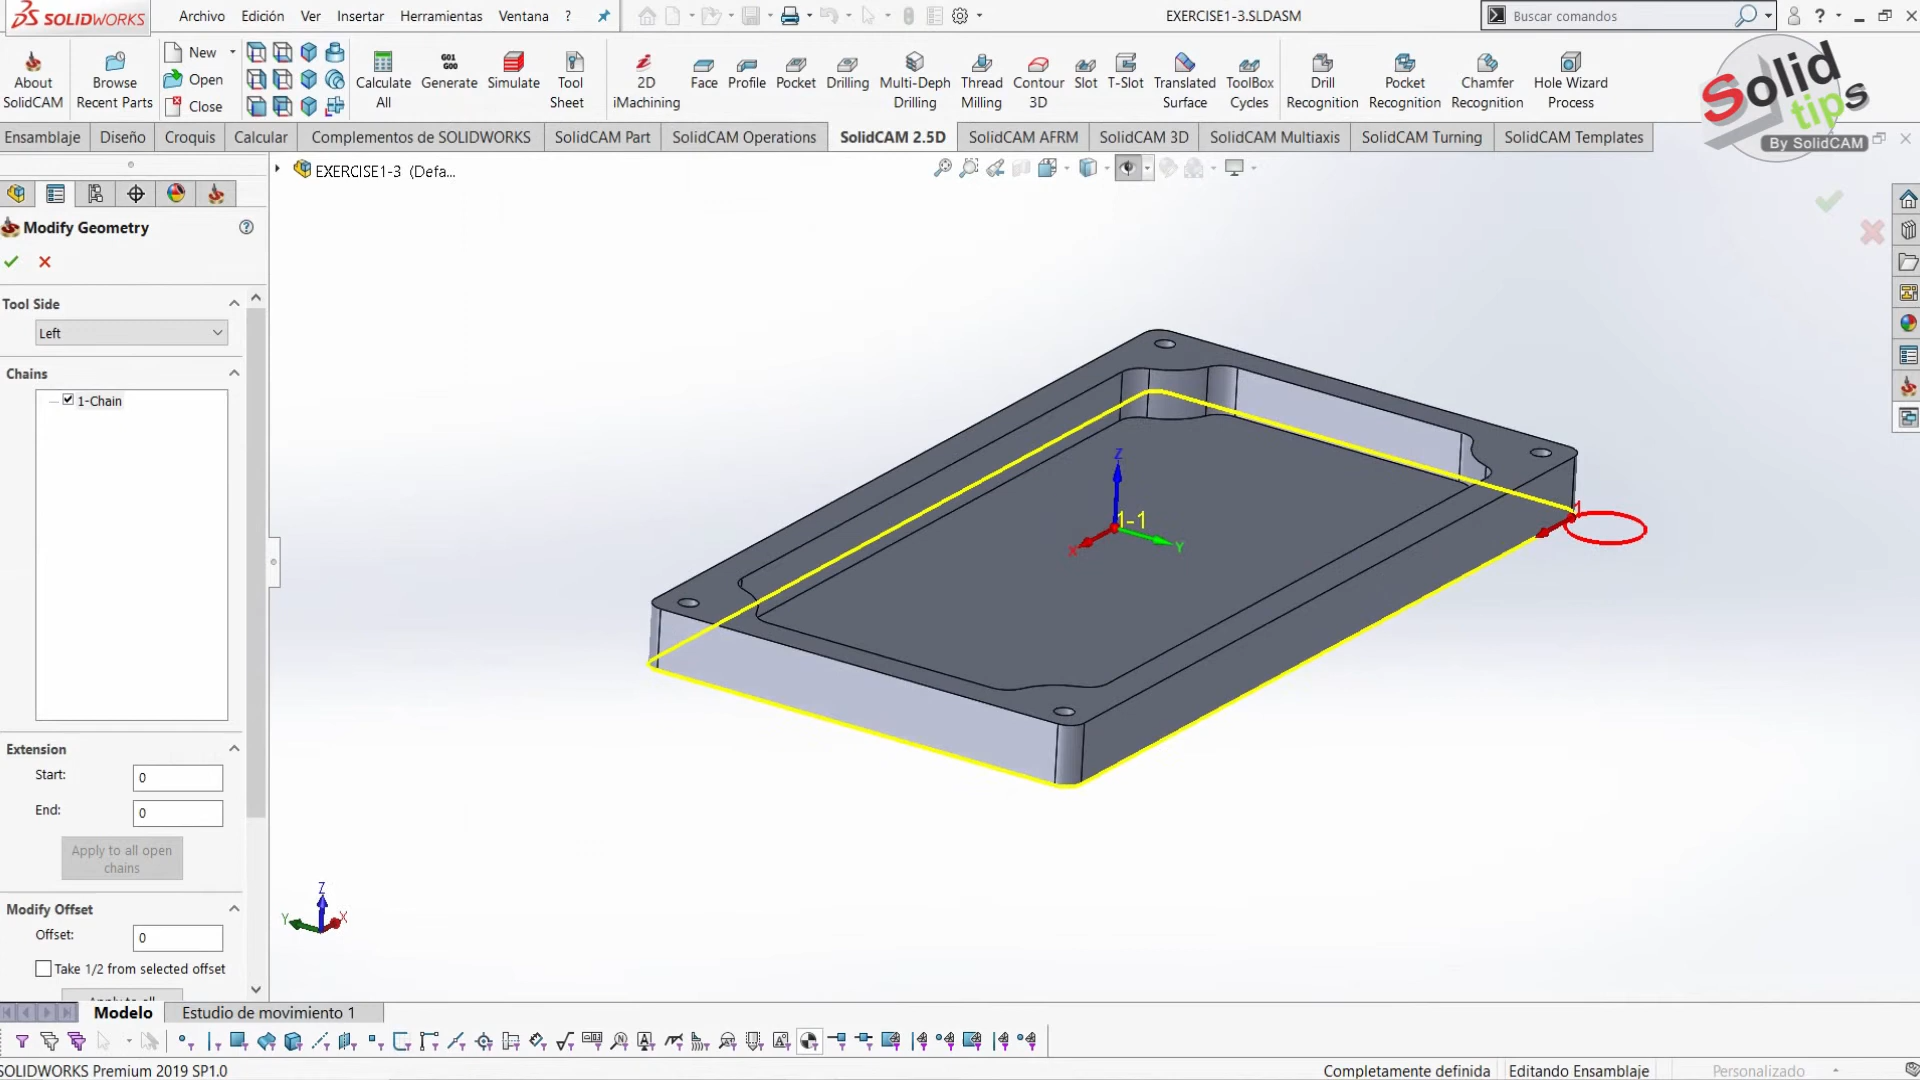 SOLIDWORKS
Archivo
Edición
Ver
Insertar
Herramientas
Ventana
?
EXERCISE1-3.SLDASM
Buscar comandos
?
About SolidCAM
Browse Recent Parts
New
Open
Close
Calculate All
G01 G00
Generate
Simulate
Tool Sheet
2D iMachining
Face
Profile
Pocket
Drilling
Multi-Deph Drilling
Thread Milling
Contour 3D
Slot
T-Slot
Translated Surface
ToolBox Cycles
Drill Recognition
Pocket Recognition
Chamfer Recognition
Hole Wizard Process
Solid tips
By SolidCAM
Ensamblaje
Diseño
Croquis
Calcular
Complementos de SOLIDWORKS
SolidCAM Part
SolidCAM Operations
SolidCAM 2.5D
SolidCAM AFRM
SolidCAM 3D
SolidCAM Multiaxis
SolidCAM Turning
SolidCAM Templates
EXERCISE1-3 (Defa...
Modify Geometry
Tool Side
Left
Chains
1-Chain
Z
1-1
X
Y
1
Extension
Start:
0
End:
0
Apply to all open chains
Modify Offset
Offset:
0
Take 1/2 from selected offset
Z
Y
X
Modelo
Estudio de movimiento 1
SOLIDWORKS Premium 2019 SP1.0
Completamente definida
Editando Ensamblaje
Personalizado